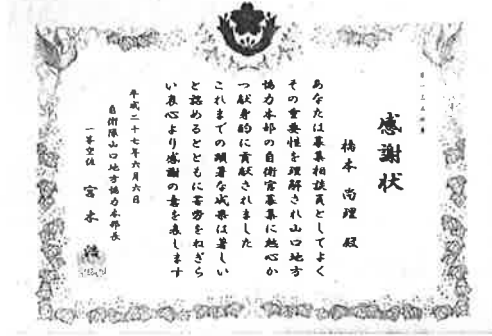 感謝状
橋本 尚理 殿
あなたは募集相談員としてよく
その重要性を理解され山口地方
協力本部の自衛官募集に熱心か
つ献身的に貢献されました
これまでの顕著な成果は著しい
と認めるとともに苦労をねぎら
い衷心より感謝の意を表します
平成二十七年六月六日
自衛隊山口地方協力本部長
一等空佐 宮本